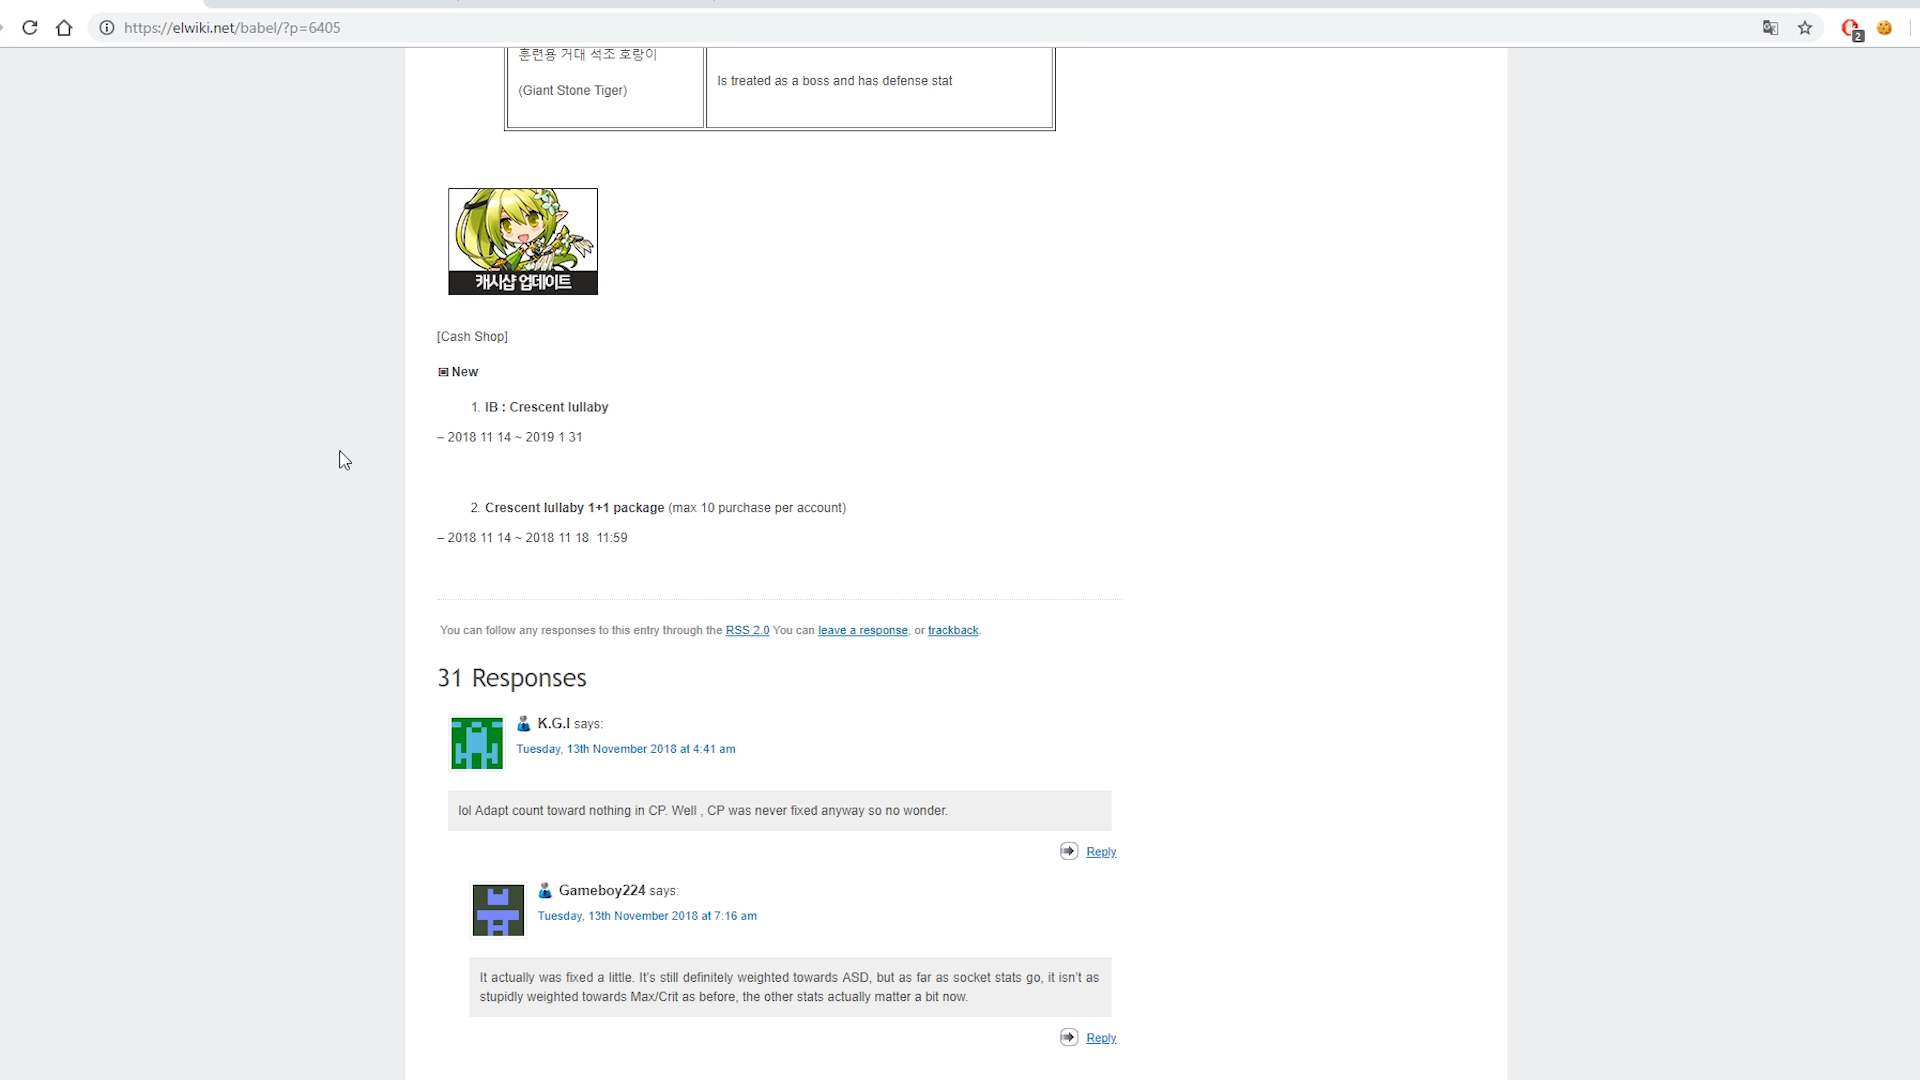 https://elwiki.net/babel/?p=6405
2
훈련용 거대 석조 호랑이
(Giant Stone Tiger)
Is treated as a boss and has defense stat
캐시샵 업데이트
[Cash Shop]
▣ New
1. IB : Crescent lullaby
– 2018 11 14 ~ 2019 1 31
2. Crescent lullaby 1+1 package (max 10 purchase per account)
– 2018 11 14 ~ 2018 11 18 11:59
You can follow any responses to this entry through the RSS 2.0 You can leave a response, or trackback.
31 Responses
K.G.I says:
Tuesday, 13th November 2018 at 4:41 am
lol Adapt count toward nothing in CP. Well , CP was never fixed anyway so no wonder.
Reply
Gameboy224 says:
Tuesday, 13th November 2018 at 7:16 am
It actually was fixed a little. It's still definitely weighted towards ASD, but as far as socket stats go, it isn't as
stupidly weighted towards Max/Crit as before, the other stats actually matter a bit now.
Reply